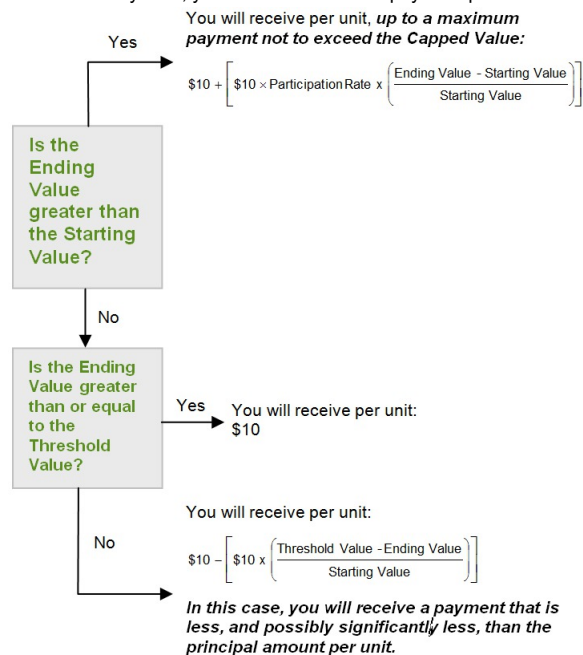 You will receive per unit, up to a maximum
payment not to exceed the Capped Value:
Yes
$10 + [ $10 × Participation Rate x ( Ending Value - Starting Value / Starting Value ) ]
Is the
Ending
Value
greater than
the Starting
Value?
No
Is the Ending
Value greater
than or equal
to the
Threshold
Value?
Yes
You will receive per unit:
$10
You will receive per unit:
No
$10 − [ $10 x ( Threshold Value - Ending Value / Starting Value ) ]
In this case, you will receive a payment that is
less, and possibly significantly less, than the
principal amount per unit.